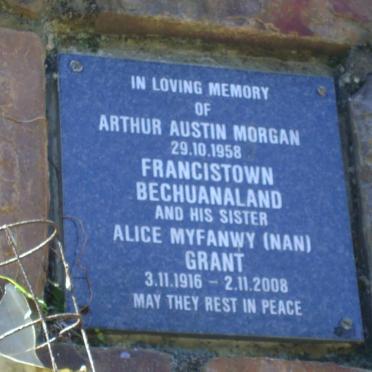 IN LOVING MEMORY
OF
ARTHUR AUSTIN MORGAN
29.10.1958
FRANCISTOWN
BECHUANALAND
AND HIS SISTER
ALICE MYFANWY (NAN)
GRANT
3.11.1916 - 2.11.2008
MAY THEY REST IN PEACE